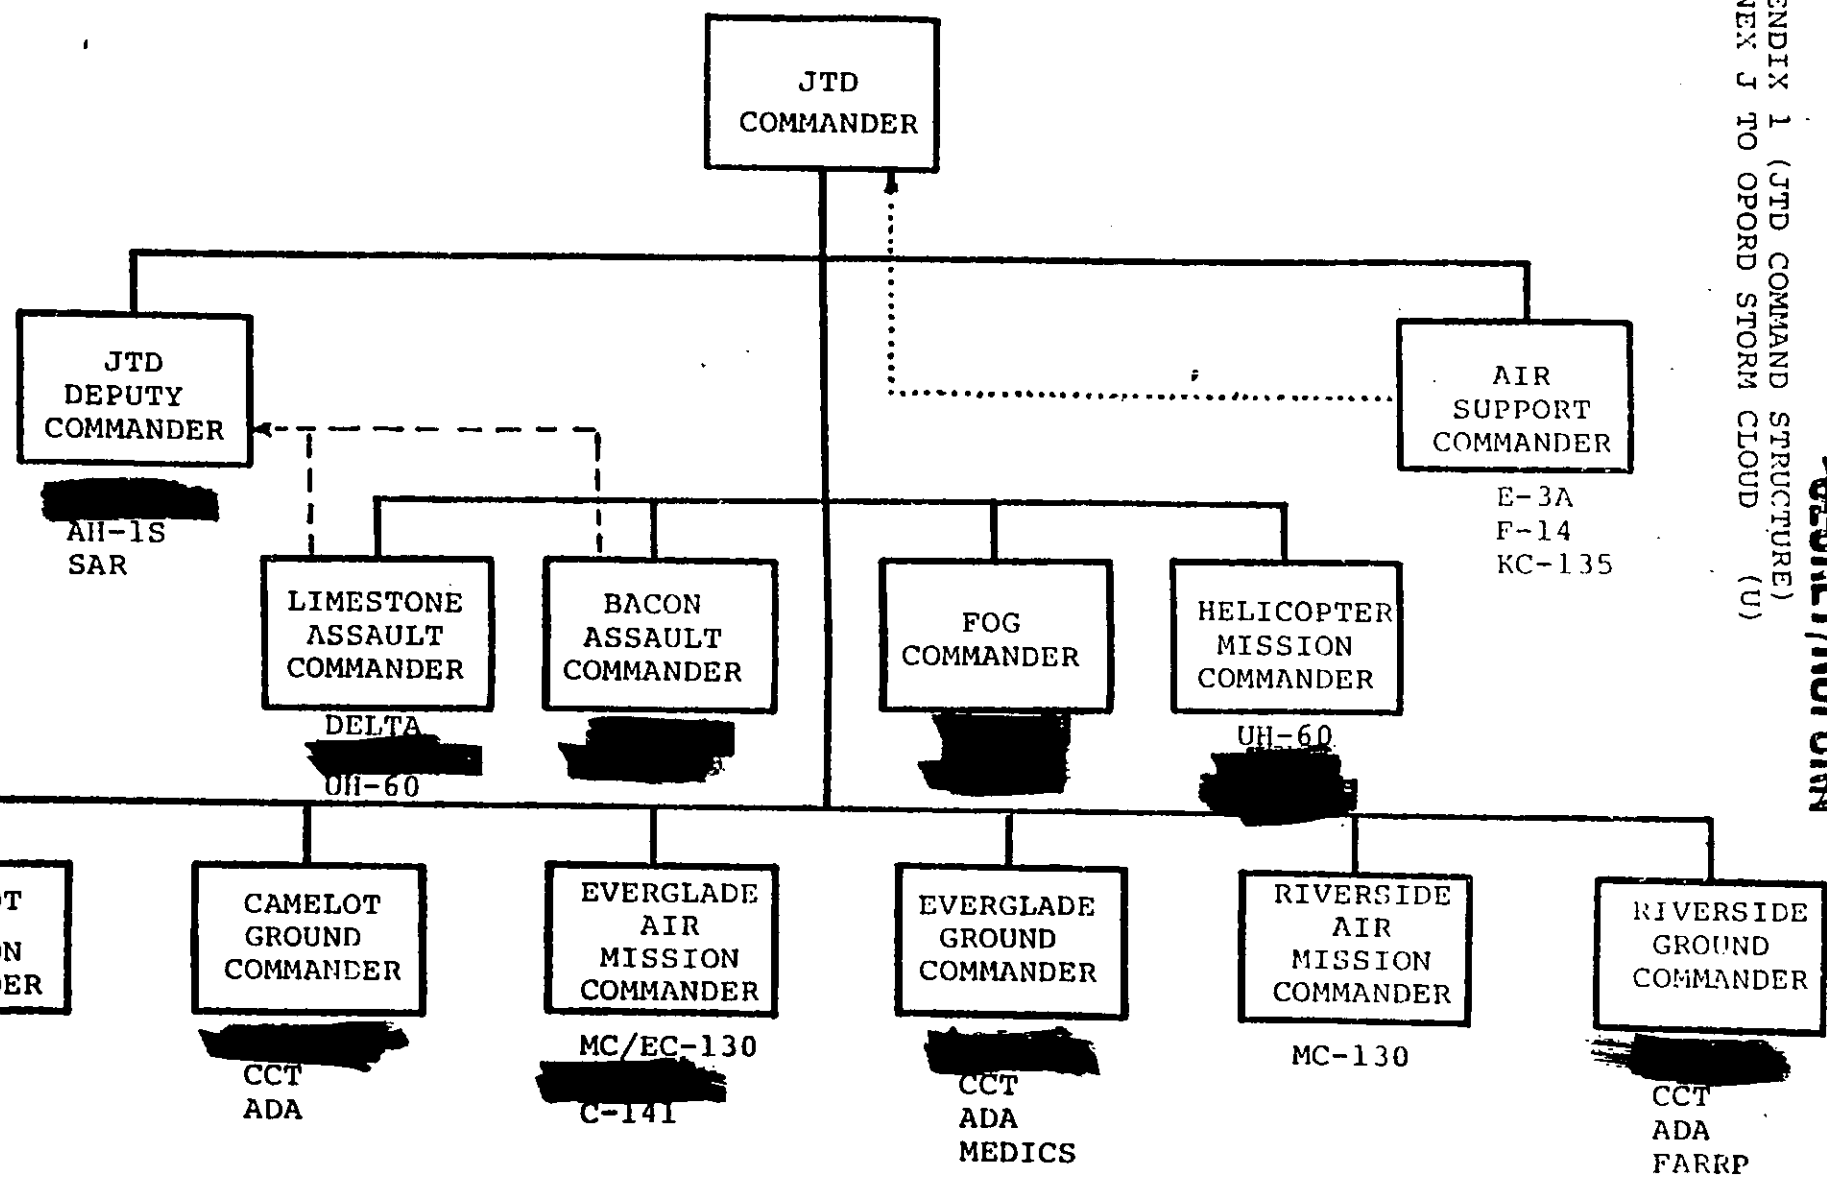 JTD
COMMANDER
JTD
DEPUTY
COMMANDER
AH-1S
SAR
AIR
SUPPORT
COMMANDER
E-3A
F-14
KC-135
LIMESTONE
ASSAULT
COMMANDER
DELTA
UH-60
BACON
ASSAULT
COMMANDER
FOG
COMMANDER
HELICOPTER
MISSION
COMMANDER
UH-60
OT
ON
DER
CAMELOT
GROUND
COMMANDER
CCT
ADA
EVERGLADE
AIR
MISSION
COMMANDER
MC/EC-130
C-141
EVERGLADE
GROUND
COMMANDER
CCT
ADA
MEDICS
RIVERSIDE
AIR
MISSION
COMMANDER
MC-130
RIVERSIDE
GROUND
COMMANDER
CCT
ADA
FARRP
ENDIX 1 (JTD COMMAND STRUCTURE)
NEX J TO OPORD STORM CLOUD (U)